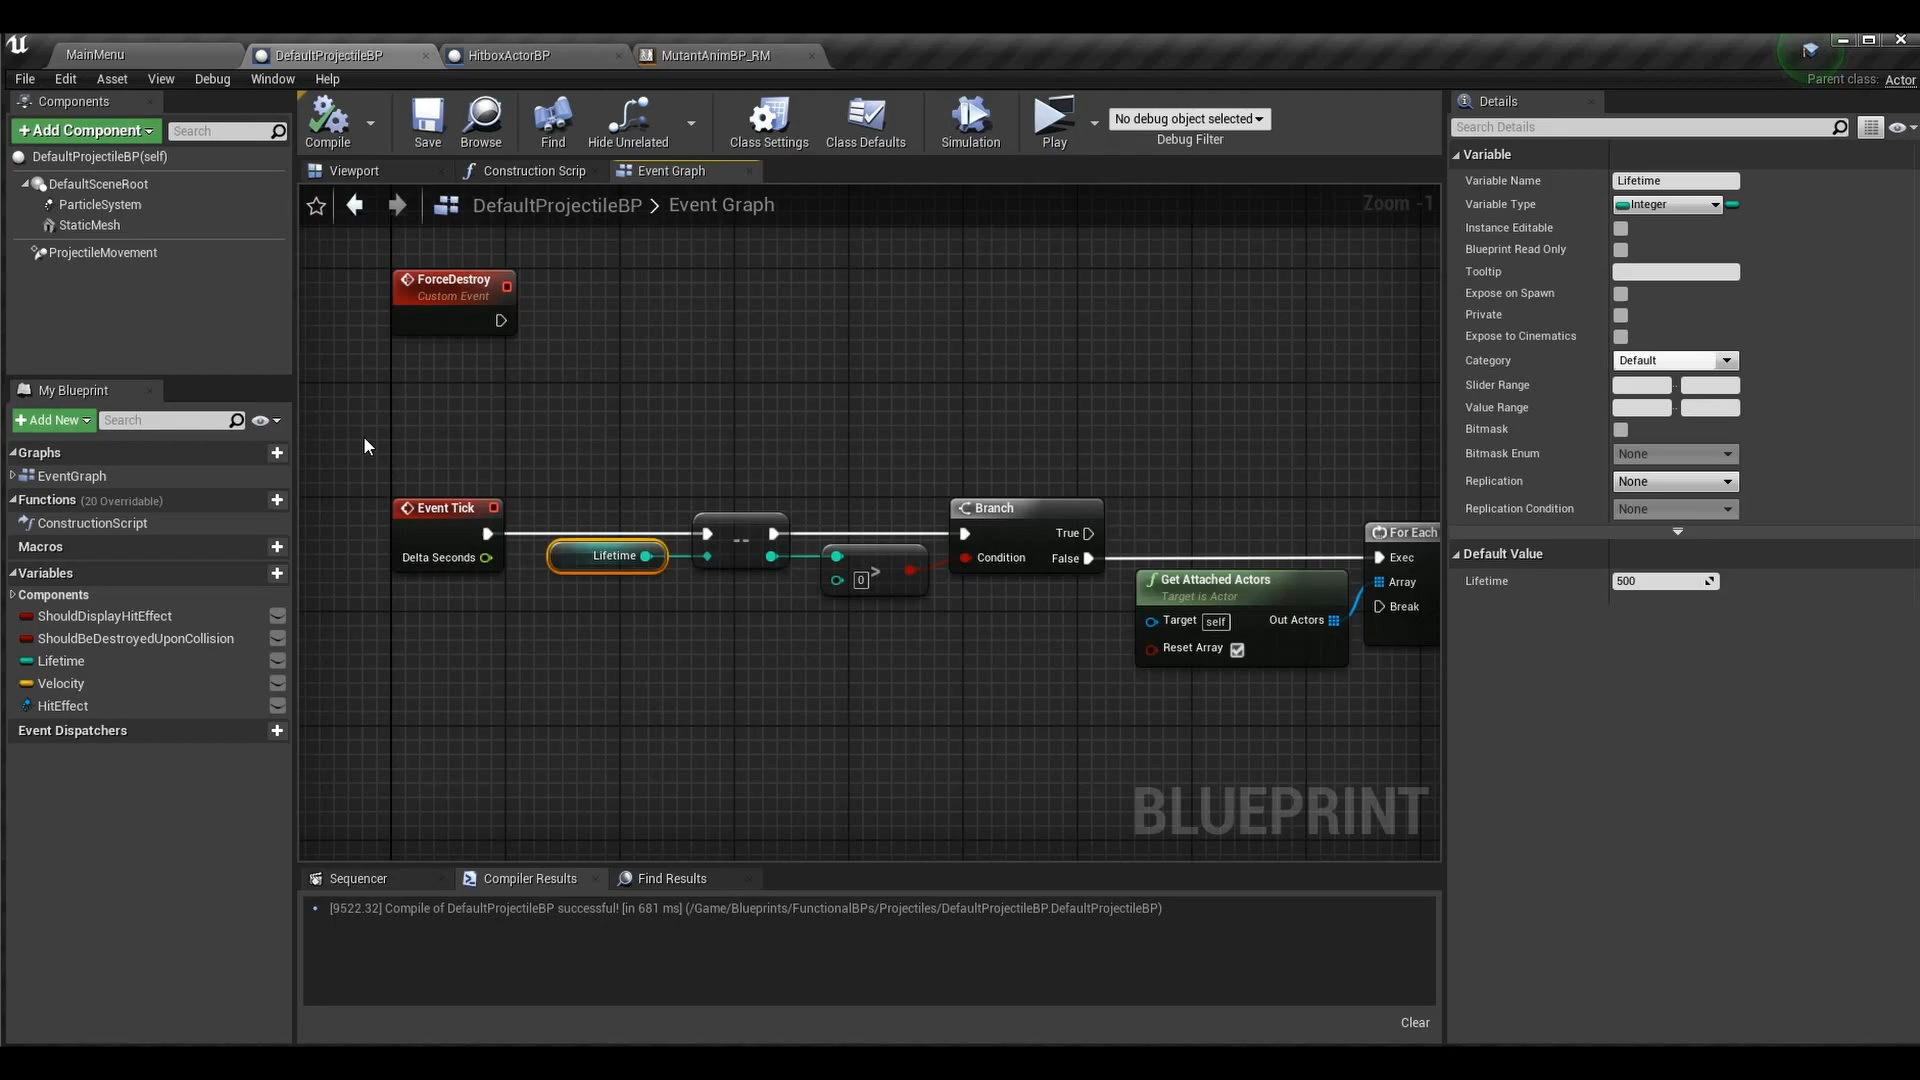 MainMenu
DefaultProjectileBP
HitboxActorBP
MutantAnimBP_RM
File Edit Asset View Debug Window Help
Parent class: Actor
Components
+Add Component
Search
DefaultProjectileBP(self)
DefaultSceneRoot
ParticleSystem
StaticMesh
ProjectileMovement
My Blueprint
+Add New
Search
Graphs
EventGraph
Functions (20 Overridable)
ConstructionScript
Macros
Variables
Components
ShouldDisplayHitEffect
ShouldBeDestroyedUponCollision
Lifetime
Velocity
HitEffect
Event Dispatchers
Compile
Save
Browse
Find
Hide Unrelated
Class Settings
Class Defaults
Simulation
Play
No debug object selected
Debug Filter
Viewport
Construction Scrip
Event Graph
DefaultProjectileBP > Event Graph
Zoom -1
ForceDestroy
Custom Event
Event Tick
Delta Seconds
Lifetime
--
0 >
Branch
True
Condition
False
Get Attached Actors
Target is Actor
Target self
Out Actors
Reset Array
For Each
Exec
Array
Break
BLUEPRINT
Sequencer
Compiler Results
Find Results
[9522.32] Compile of DefaultProjectileBP successful! [in 681 ms] (/Game/Blueprints/FunctionalBPs/Projectiles/DefaultProjectileBP.DefaultProjectileBP)
Clear
Details
Search Details
Variable
Variable Name Lifetime
Variable Type Integer
Instance Editable
Blueprint Read Only
Tooltip
Expose on Spawn
Private
Expose to Cinematics
Category Default
Slider Range
Value Range
Bitmask
Bitmask Enum None
Replication None
Replication Condition None
Default Value
Lifetime 500